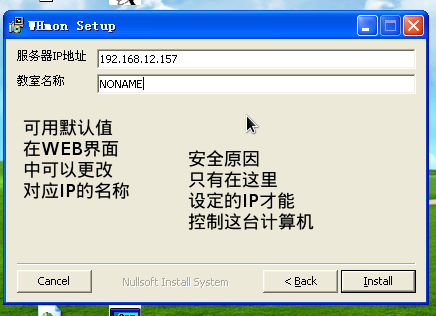 WHmon Setup
服务器IP地址
192.168.12.157
教室名称
NONAME
可用默认值
在WEB界面
中可以更改
对应IP的名称
安全原因
只有在这里
设定的IP才能
控制这台计算机
Cancel
Nullsoft Install System
< Back
Install